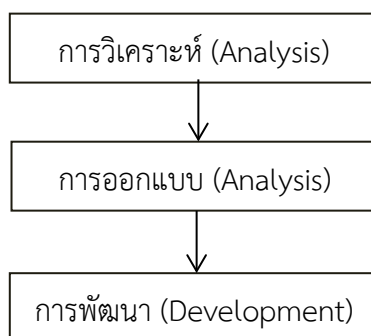 การวิเคราะห์ (Analysis)
การออกแบบ (Analysis)
การพัฒนา (Development)